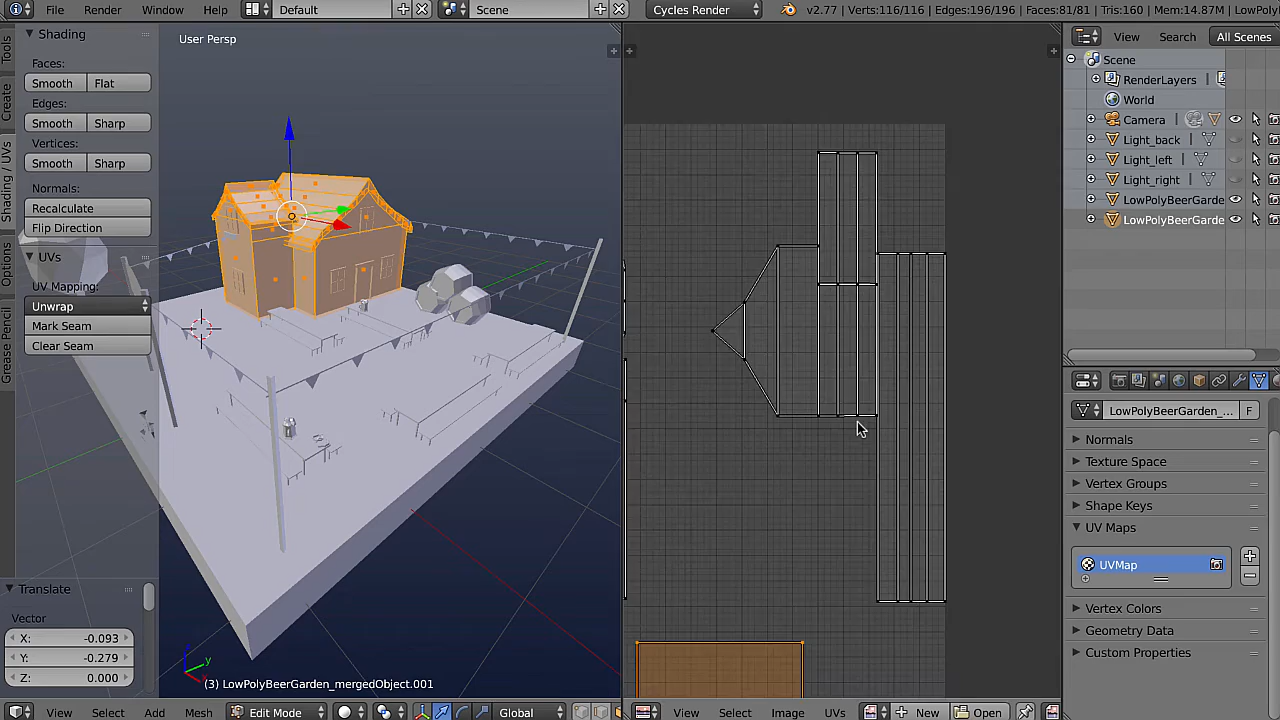 File Render Window Help Default Scene Cycles Render v2.77 | Verts:116/116 | Edges:196/196 | Faces:81/81 | Tris:160 | Mem:14.87M | LowPoly
Tools
Create
Shading / UVs
Options
Grease Pencil
Shading
Faces:
Smooth Flat
Edges:
Smooth Sharp
Vertices:
Smooth Sharp
Normals:
Recalculate
Flip Direction
UVs
UV Mapping:
Unwrap
Mark Seam
Clear Seam
Translate
Vector
X: -0.093
Y: -0.279
Z: 0.000
User Persp
(3) LowPolyBeerGarden_mergedObject.001
View Select Add Mesh Edit Mode Global
View Select Image UVs New Open
View Search All Scenes
Scene
RenderLayers
World
Camera
Light_back
Light_left
Light_right
LowPolyBeerGarde
LowPolyBeerGarde
LowPolyBeerGarden_... F
Normals
Texture Space
Vertex Groups
Shape Keys
UV Maps
UVMap
Vertex Colors
Geometry Data
Custom Properties